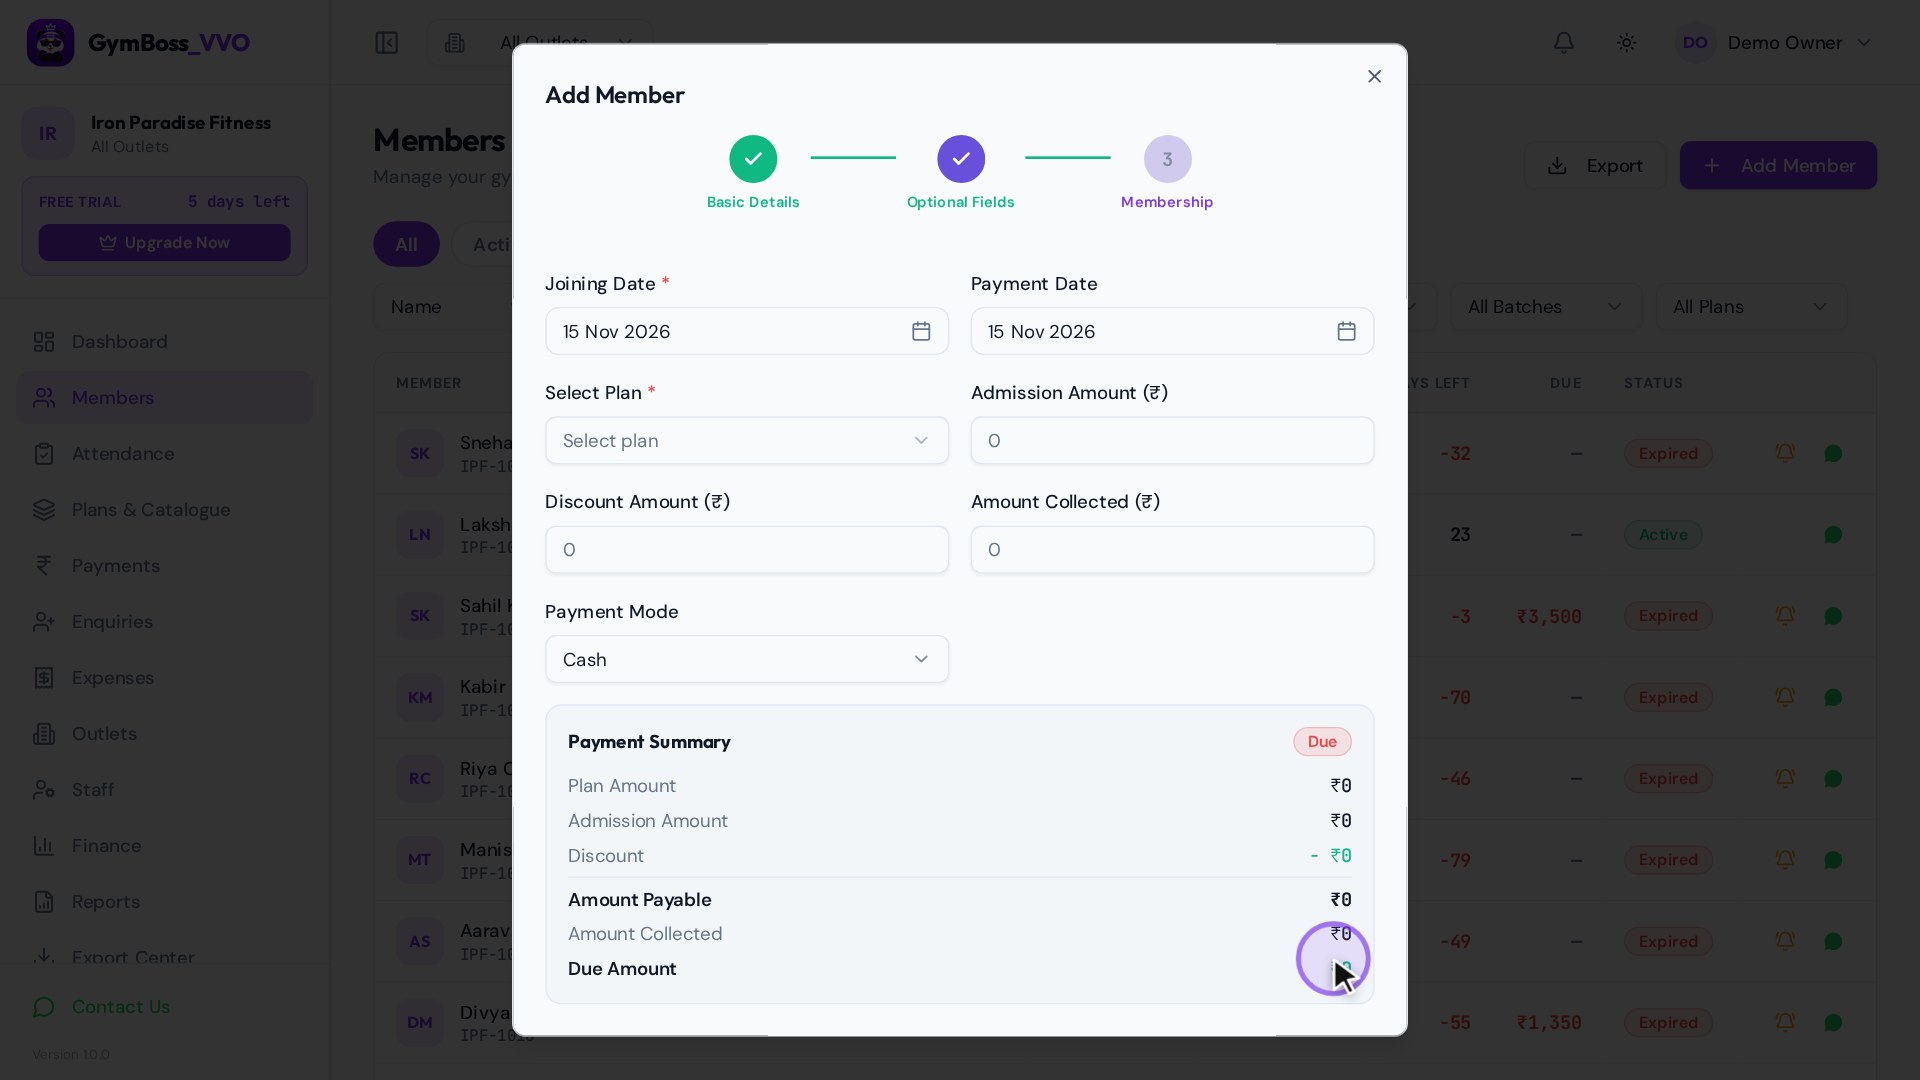 GymBoss_VVO
All Outlets
DO Demo Owner
IR Iron Paradise Fitness
All Outlets
FREE TRIAL 5 days left
Upgrade Now
Dashboard
Members
Attendance
Plans & Catalogue
Payments
Enquiries
Expenses
Outlets
Staff
Finance
Reports
Export Center
Contact Us
Version 1.0.0
Members
Manage your
Export
Add Member
All
Name
All Batches
All Plans
MEMBER
LEFT DUE STATUS
SK Sneha -32 – Expired
LN 23 – Active
SK Sahil -3 ₹3,500 Expired
KM Kabir -70 – Expired
RC Riya -46 – Expired
MT -79 – Expired
AS Aarav -49 – Expired
DM Divya -55 ₹1,350 Expired
Add Member
3
Basic Details Optional Fields Membership
Joining Date * Payment Date
15 Nov 2026 15 Nov 2026
Select Plan * Admission Amount (₹)
Select plan 0
Discount Amount (₹) Amount Collected (₹)
0 0
Payment Mode
Cash
Payment Summary Due
Plan Amount ₹0
Admission Amount ₹0
Discount - ₹0
Amount Payable ₹0
Amount Collected ₹0
Due Amount